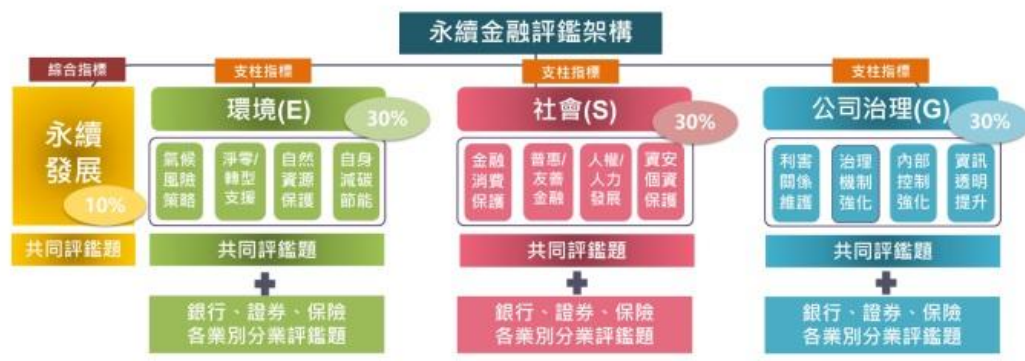 永續金融評鑑架構
綜合指標
永續
發展
10%
共同評鑑題
支柱指標
環境(E)
30%
氣候
風險
策略
淨零/
轉型
支援
自然
資源
保護
自身
減碳
節能
共同評鑑題
+
銀行、證券、保險
各業別分業評鑑題
支柱指標
社會(S)
30%
金融
消費
保護
普惠/
友善
金融
人權/
人力
發展
資安
個資
保護
共同評鑑題
+
銀行、證券、保險
各業別分業評鑑題
支柱指標
公司治理(G)
30%
利害
關係
維護
治理
機制
強化
內部
控制
強化
資訊
透明
提升
共同評鑑題
+
銀行、證券、保險
各業別分業評鑑題